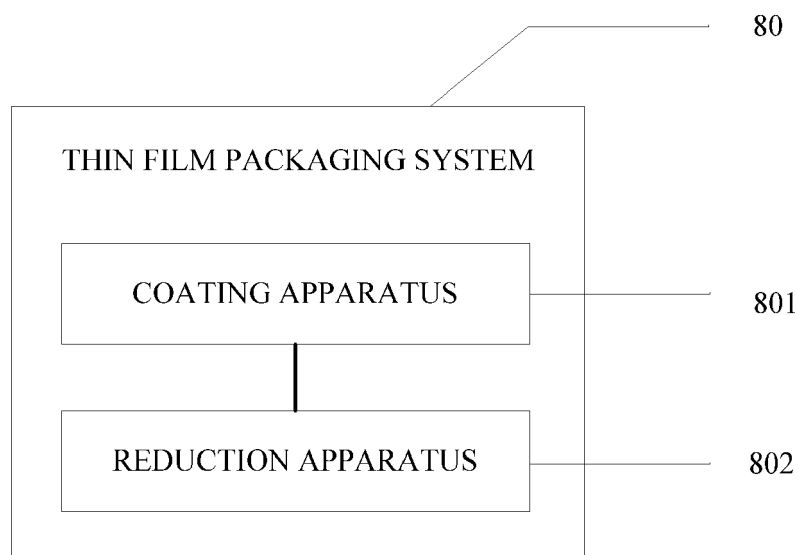 80
THIN FILM PACKAGING SYSTEM
COATING APPARATUS
801
REDUCTION APPARATUS
802